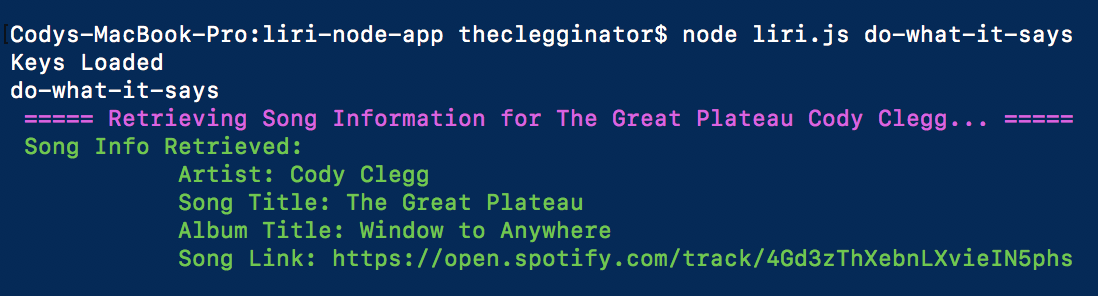 Codys-MacBook-Pro:liri-node-app theclegginator$ node liri.js do-what-it-says
Keys Loaded
do-what-it-says
===== Retrieving Song Information for The Great Plateau Cody Clegg... =====
Song Info Retrieved:
Artist: Cody Clegg
Song Title: The Great Plateau
Album Title: Window to Anywhere
Song Link: https://open.spotify.com/track/4Gd3zThXebnLXvieIN5phs